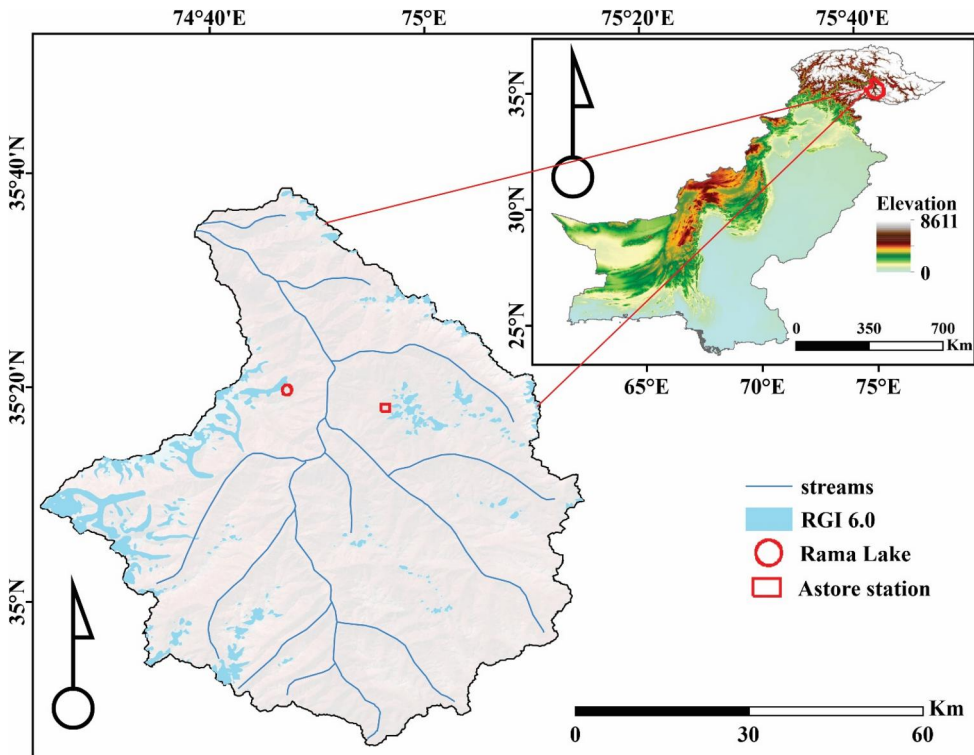 74°40'E 75°E 75°20'E 75°40'E
35°40'N
35°20'N
35°N
35°N
30°N
25°N
Elevation
8611
0
0 350 700
Km
65°E 70°E 75°E
streams
RGI 6.0
Rama Lake
Astore station
Km
0 30 60